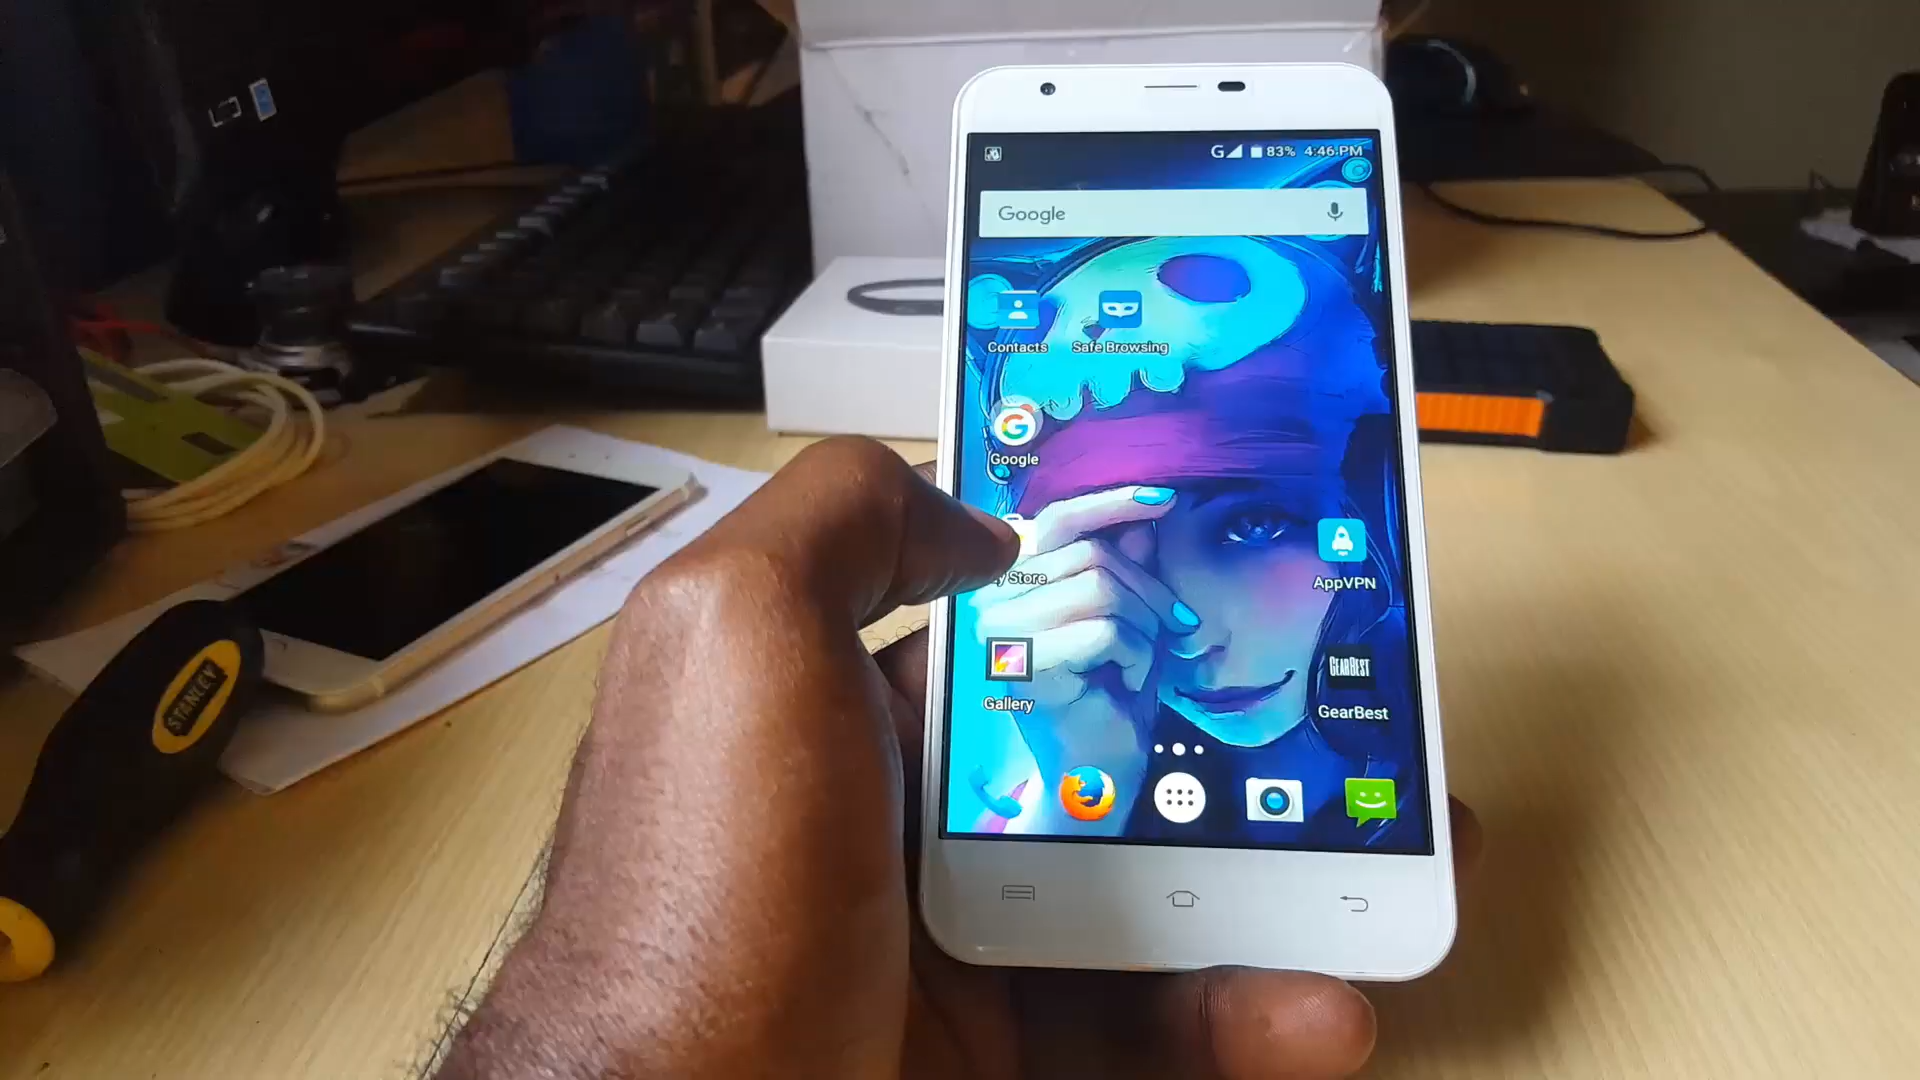 G 83% 4:46 PM
Google
Contacts
Safe Browsing
Google
y Store
AppVPN
Gallery
GEARBEST
GearBest
STANLEY